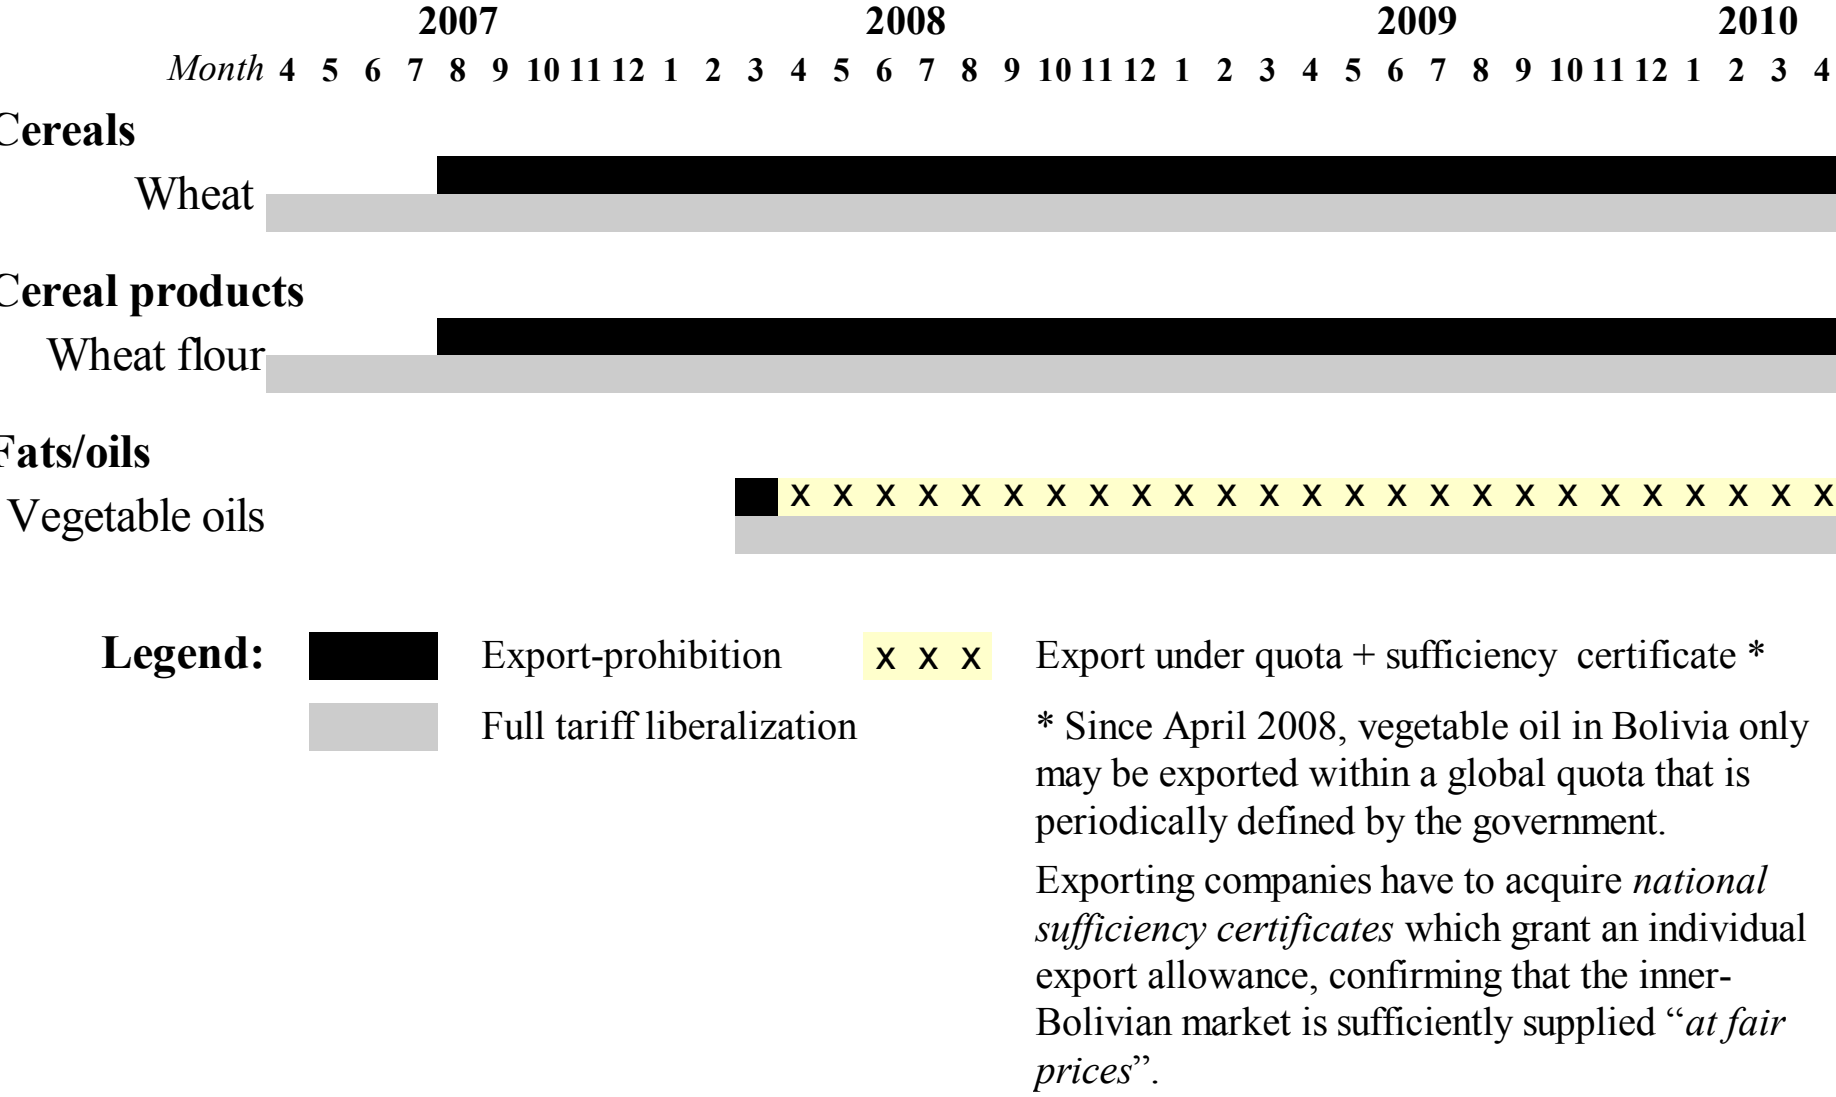 2007 2008 2009 2010
Month 4 5 6 7 8 9 10 11 12 1 2 3 4 5 6 7 8 9 10 11 12 1 2 3 4 5 6 7 8 9 10 11 12 1 2 3 4
Cereals
Wheat
Cereal products
Wheat flour
Fats/oils
x x x x x x x x x x x x x x x x x x x x x x x x x
Vegetable oils
Legend: Export-prohibition x x x Export under quota + sufficiency certificate *
Full tariff liberalization * Since April 2008, vegetable oil in Bolivia only
may be exported within a global quota that is
periodically defined by the government.
Exporting companies have to acquire national
sufficiency certificates which grant an individual
export allowance, confirming that the inner-
Bolivian market is sufficiently supplied “at fair
prices”.